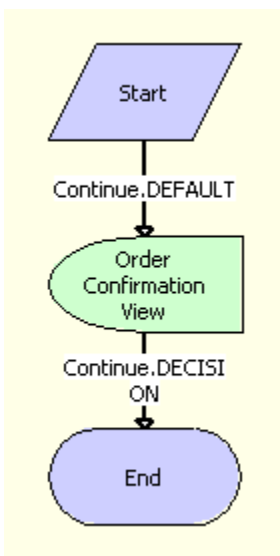 Start
Continue.DEFAULT
Order
Confirmation
View
Continue.DECISI
ON
End